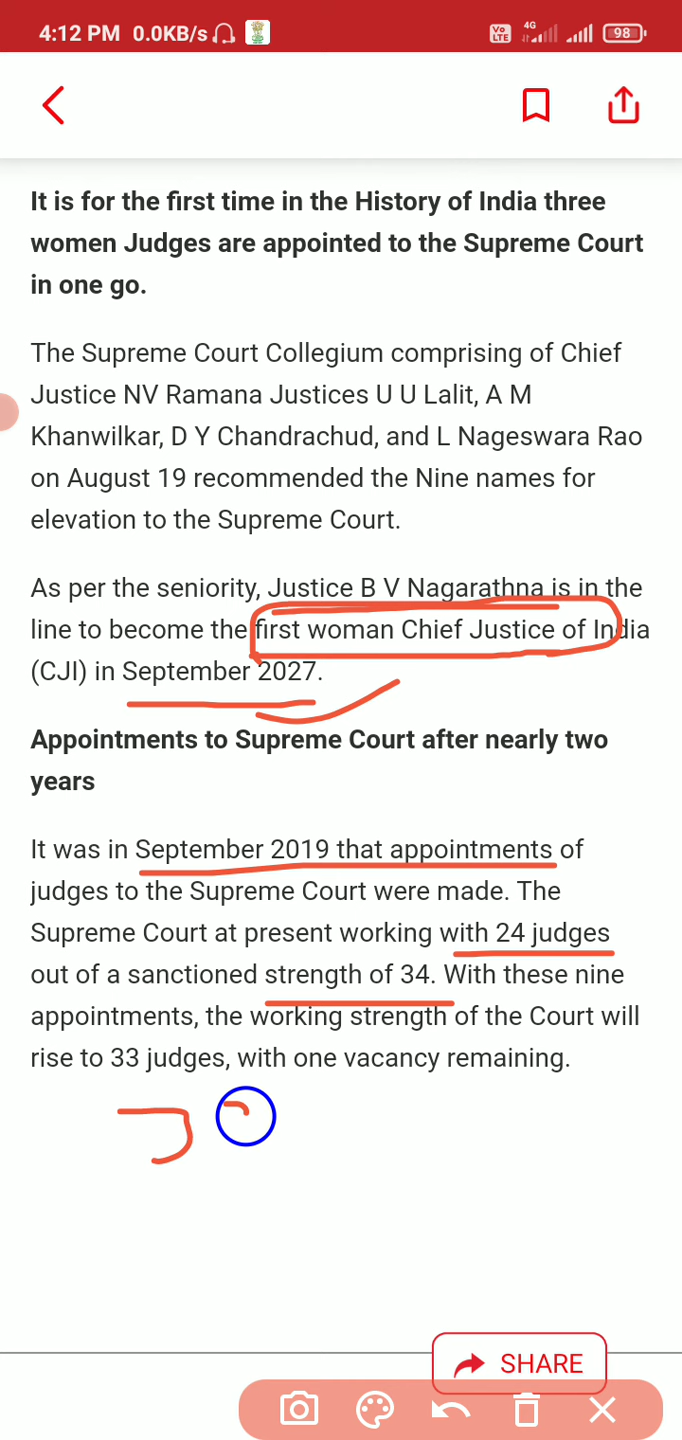 4:12 PM 0.0KB/s Vo LTE 4G 98
It is for the first time in the History of India three
women Judges are appointed to the Supreme Court
in one go.
The Supreme Court Collegium comprising of Chief
Justice NV Ramana Justices U U Lalit, A M
Khanwilkar, D Y Chandrachud, and L Nageswara Rao
on August 19 recommended the Nine names for
elevation to the Supreme Court.
As per the seniority, Justice B V Nagarathna is in the
line to become the first woman Chief Justice of India
(CJI) in September 2027.
Appointments to Supreme Court after nearly two
years
It was in September 2019 that appointments of
judges to the Supreme Court were made. The
Supreme Court at present working with 24 judges
out of a sanctioned strength of 34. With these nine
appointments, the working strength of the Court will
rise to 33 judges, with one vacancy remaining.
SHARE